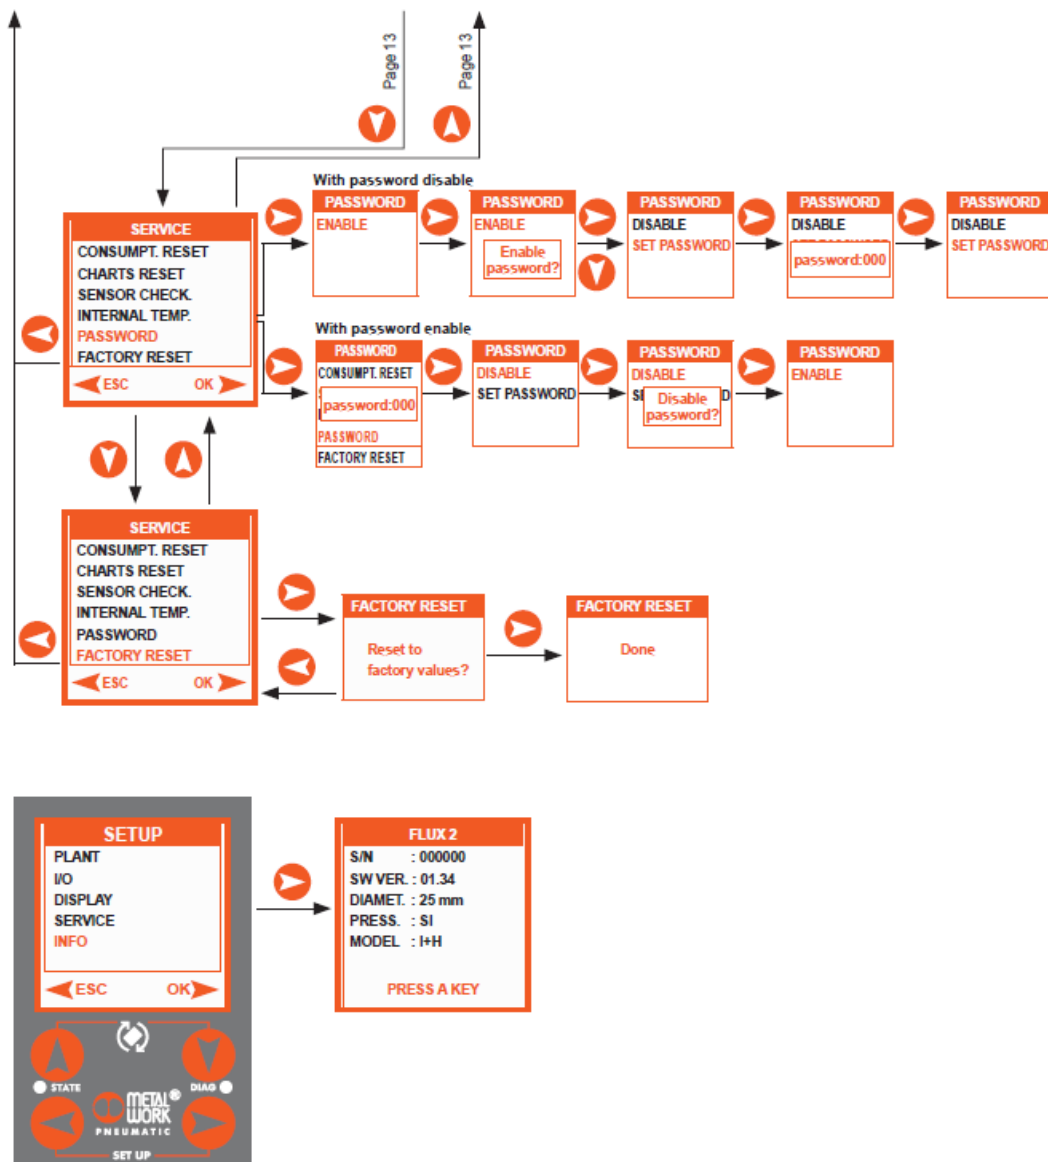 Page 13
Page 13
With password disable
PASSWORD
ENABLE
PASSWORD
ENABLE
Enable
password?
PASSWORD
DISABLE
SET PASSWORD
PASSWORD
DISABLE
password:000
PASSWORD
DISABLE
SET PASSWORD
SERVICE
CONSUMPT. RESET
CHARTS RESET
SENSOR CHECK.
INTERNAL TEMP.
PASSWORD
FACTORY RESET
ESC OK
With password enable
PASSWORD
CONSUMPT. RESET
password:000
PASSWORD
FACTORY RESET
PASSWORD
DISABLE
SET PASSWORD
PASSWORD
DISABLE
Disable
password?
PASSWORD
ENABLE
SERVICE
CONSUMPT. RESET
CHARTS RESET
SENSOR CHECK.
INTERNAL TEMP.
PASSWORD
FACTORY RESET
ESC OK
FACTORY RESET
Reset to
factory values?
FACTORY RESET
Done
SETUP
PLANT
I/O
DISPLAY
SERVICE
INFO
ESC OK
STATE DIAG
METAL®
WORK
PNEUMATIC
SET UP
FLUX 2
S/N : 000000
SW VER. : 01.34
DIAMET. : 25 mm
PRESS. : SI
MODEL : I+H
PRESS A KEY